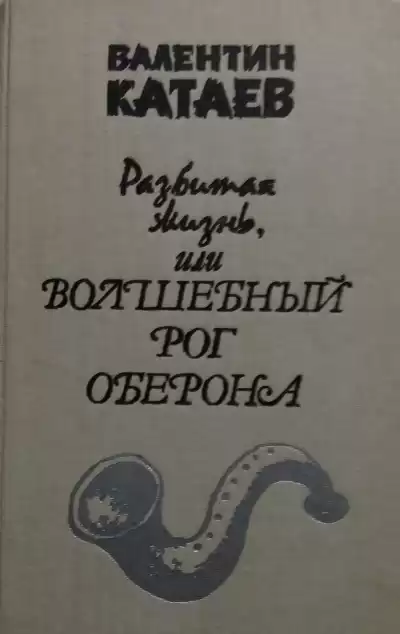 ВАЛЕНТИН
КАТАЕВ
Разбитая
жизнь,
или
ВОЛШЕБНЫЙ
РОГ
ОБЕРОНА